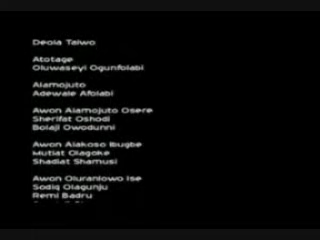 Deola Taiwo
Atotage
Oluwaseyi Ogunfolabi
Alamojuto
Adewale Afolabi
Awon Alamojuto Osere
Sherifat Oshodi
Bolaji Owodunni
Awon Alakoso Ibugbe
Mutiat Olagoke
Shadiat Shamusi
Awon Oluranlowo Ise
Sodiq Olagunju
Remi Badru